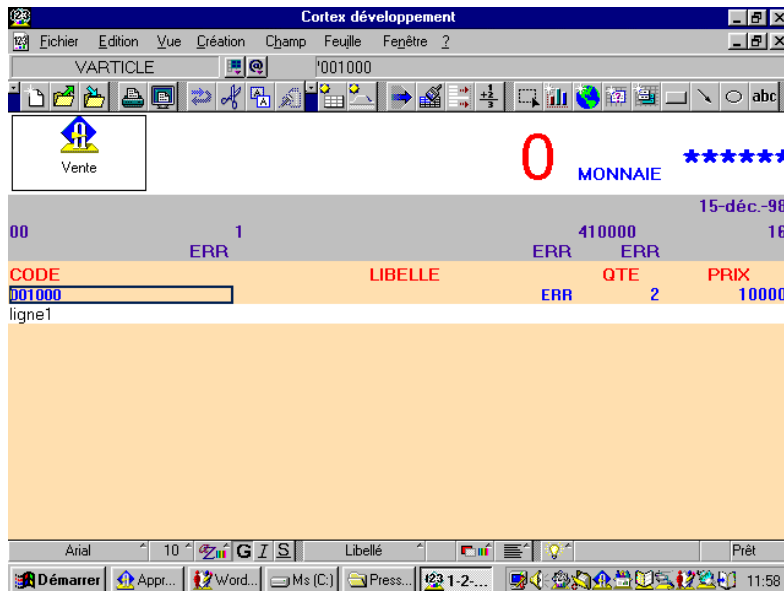 Cortex développement
Fichier Edition Vue Création Champ Feuille Fenêtre ?
VARTICLE '001000
abc
Vente
0 MONNAIE ******
15-déc.-98
00 1 410000 16
ERR ERR ERR
CODE LIBELLE QTE PRIX
001000 ERR 2 10000
ligne1
Arial 10 G I S Libellé Prêt
Démarrer Appr... Word... Ms (C:) Press... 1-2-... 11:58